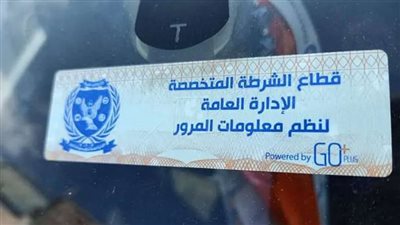 T
قطاع الشرطة المتخصصة
الإدارة العامة
لنظم معلومات المرور
Powered by GO+ PLUS